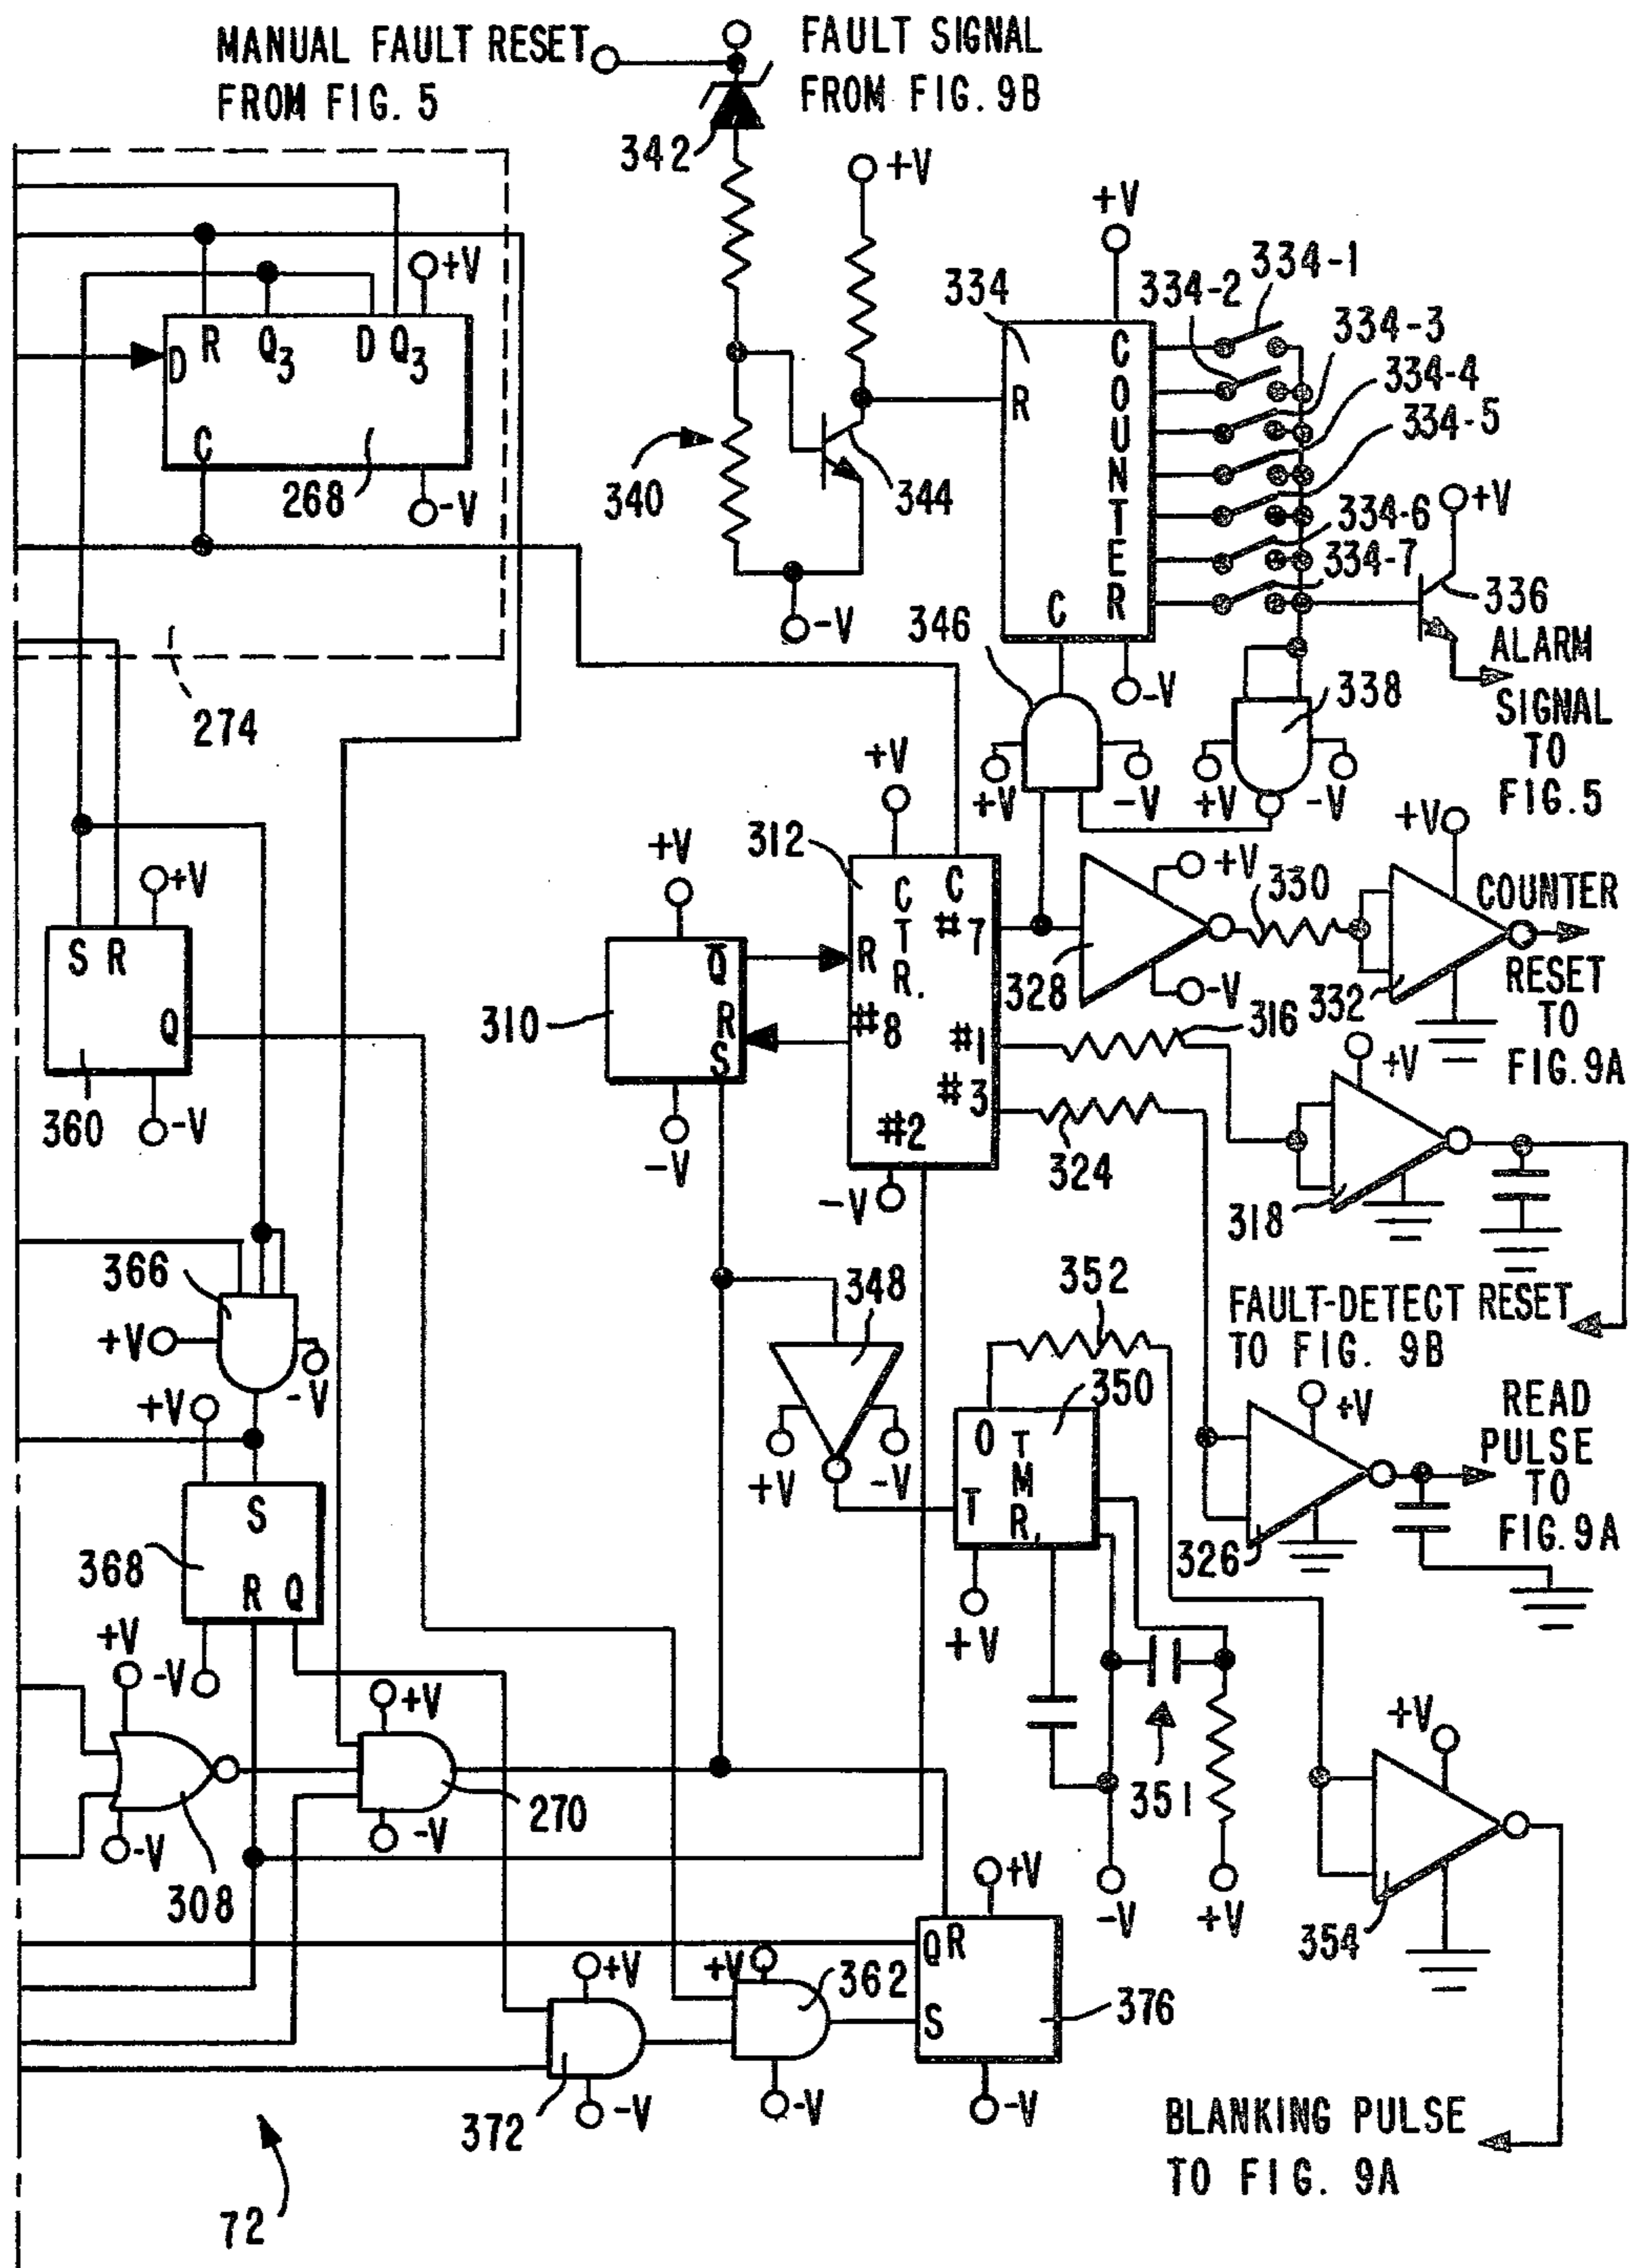 MANUAL FAULT RESET
FROM FIG. 5
FAULT SIGNAL
FROM FIG. 9B
342
+V
+V
334-1
334-2
334
334-3
334-4
334-5
334-6
334-7
+V
R Q3 D Q3
D
C
268
-V
340
344
R
COUNTER
C
-V
346
-V
+V
336
ALARM
SIGNAL
TO
FIG. 5
338
+V -V
+V -V
274
+V
312
+V
+V
S R
Q
360
-V
310
Q̅
R
S
-V
C
CTR.
R
#7
#8
#1
#3
#2
-V
328
+V
-V
330
+V
332
COUNTER
RESET
TO
FIG. 9A
316
+V
318
324
366
+V
-V
348
+V -V
352
FAULT-DETECT RESET
TO FIG. 9B
350
O
TMR.
T
+V
+V
326
READ
PULSE
TO
FIG. 9A
+V
S
368
R Q
-V
+V
-V
308
+V
-V
270
351
-V +V
+V
354
+V
Q R
S
376
-V
+V
362
-V
+V
372
-V
BLANKING PULSE
TO FIG. 9A
72